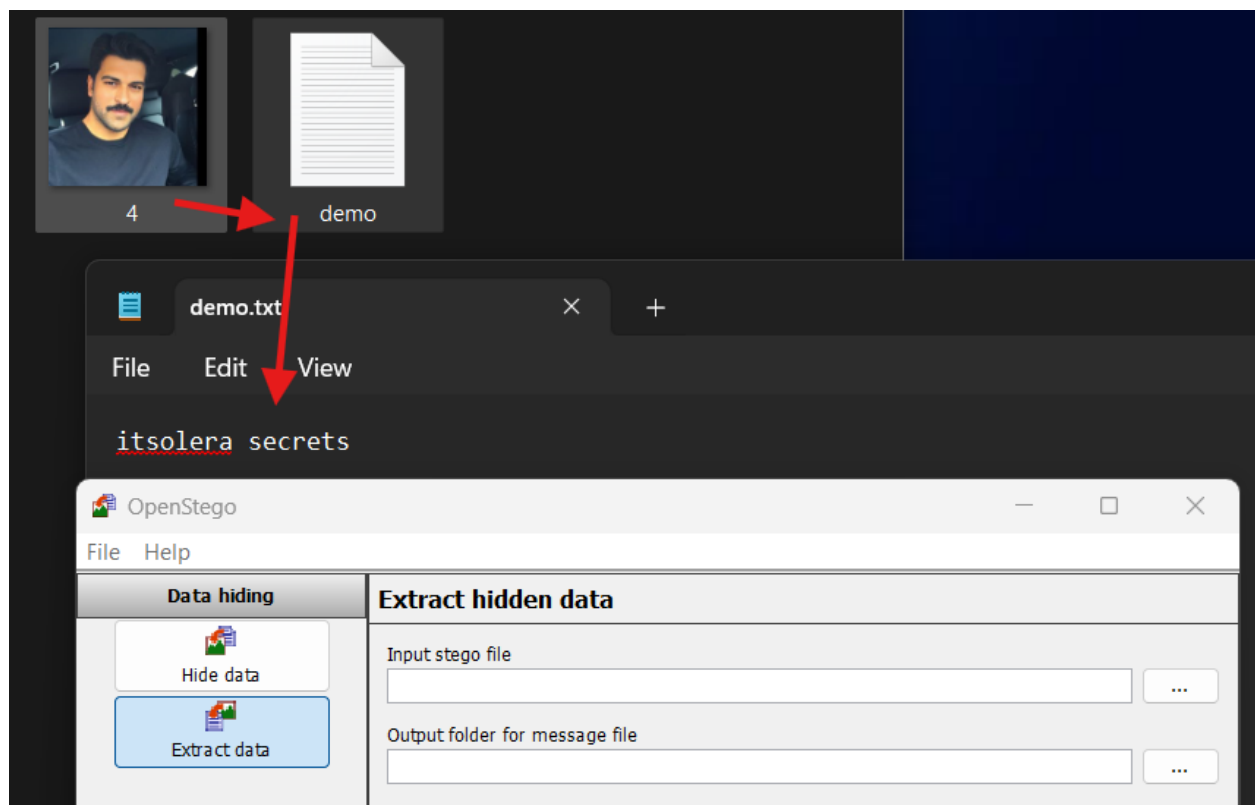 4
demo
demo.txt
File Edit View
itsolera secrets
OpenStego
File Help
Data hiding
Hide data
Extract data
Extract hidden data
Input stego file
...
Output folder for message file
...